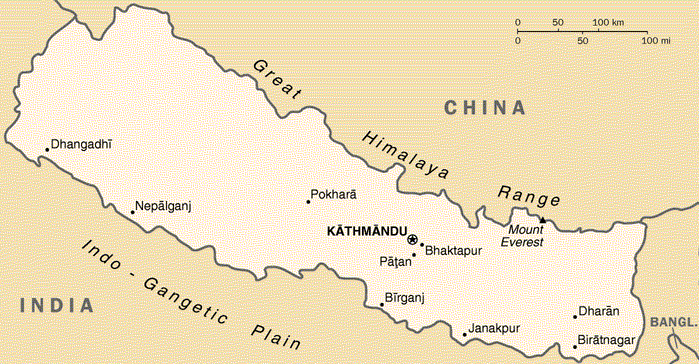 0 50 100 km
0 50 100 mi
Great
CHINA
Himalaya
Dhangadhī
Range
Pokharā
Nepālganj
Mount
Everest
KĀTHMĀNDU
Bhaktapur
Pāţan
Indo - Gangetic Plain
INDIA
Bīrganj
Dharān
Janakpur
BANGL.
Birātnagar